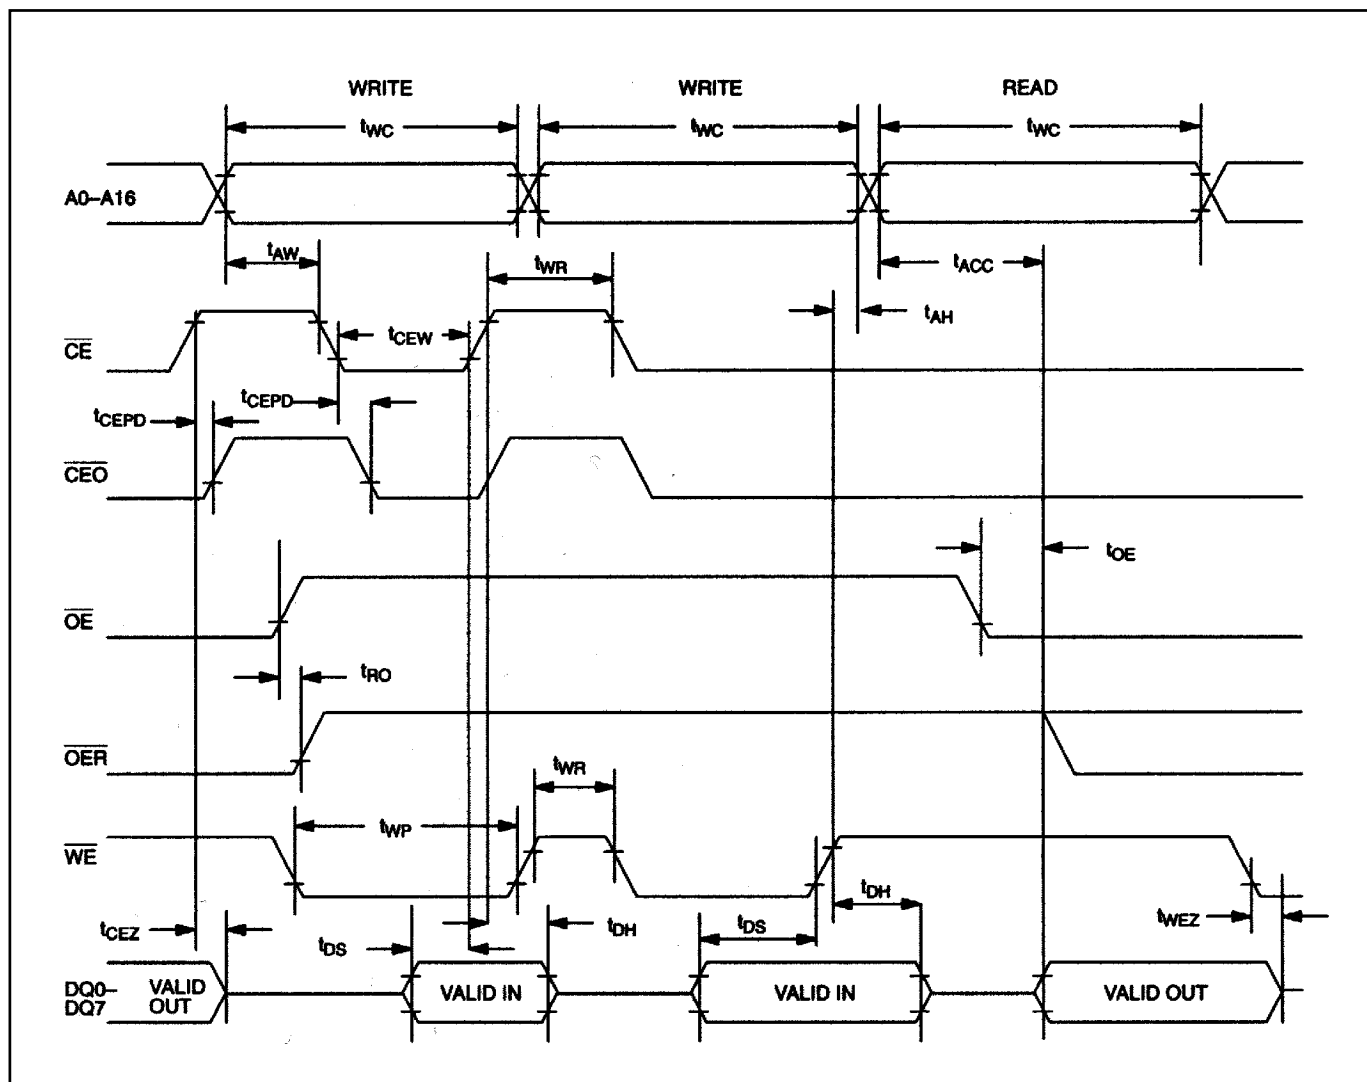 WRITE WRITE READ
tWC tWC tWC
A0–A16
tAW tWR tACC
tAH
CE tCEW
tCEPD tCEPD
CEO
tOE
OE
tRO
OER
tWR
tWP
WE
tDH
tCEZ tDS tDH tDS tWEZ
DQ0–
DQ7 VALID
OUT VALID IN VALID IN VALID OUT